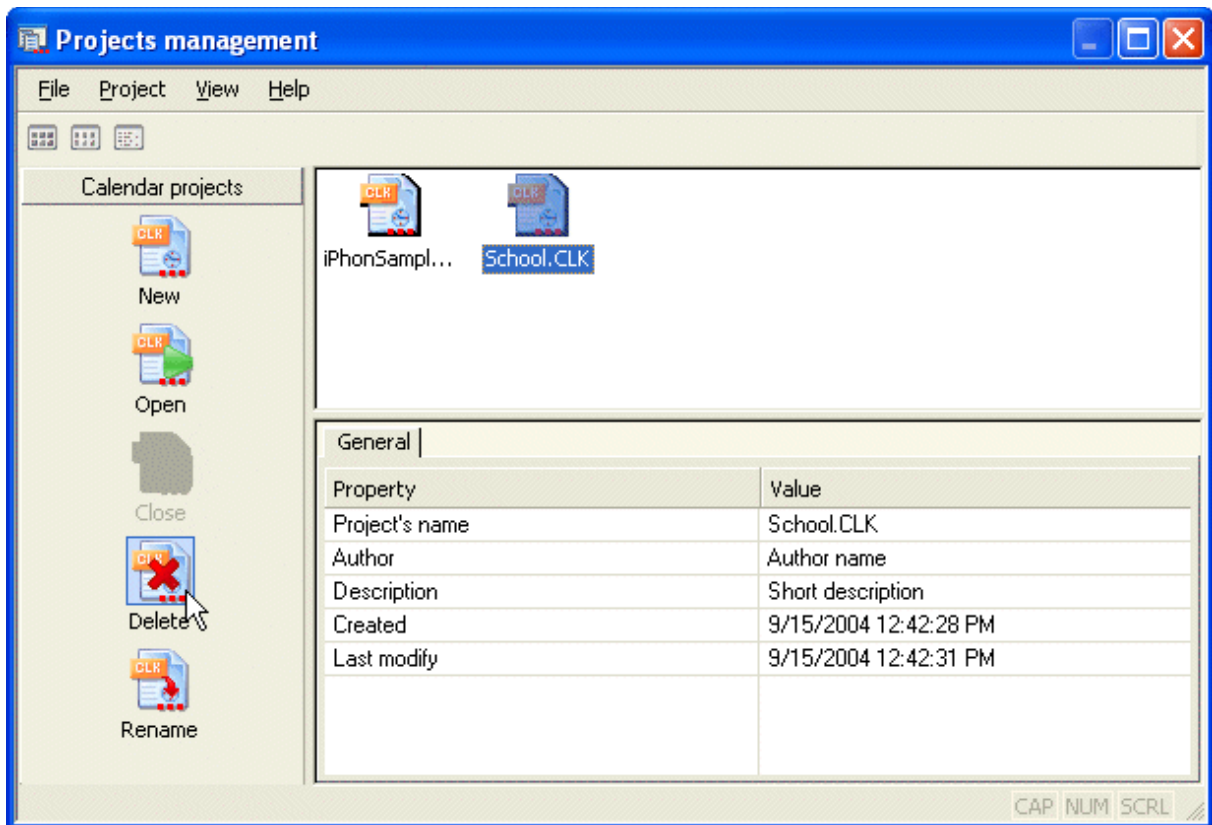 Projects management
File Project View Help
Calendar projects
CLK
New
CLK
Open
Close
CLK
Delete
CLK
Rename
CLK CLK
iPhonSampl... School.CLK
General
Property Value
Project's name School.CLK
Author Author name
Description Short description
Created 9/15/2004 12:42:28 PM
Last modify 9/15/2004 12:42:31 PM
CAP NUM SCRL